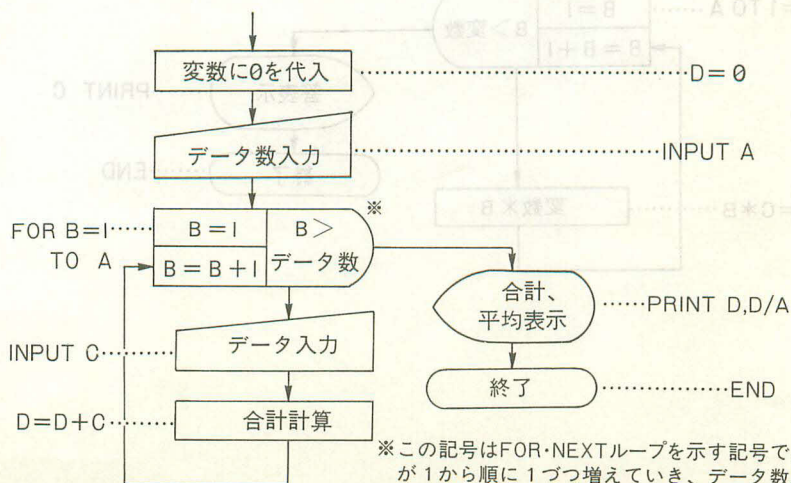 変数に0を代入 ……D=0
データ数入力 ……INPUT A
※
FOR B=1…… B=1 B>
TO A B=B+1 データ数
合計、
平均表示 ……PRINT D,D/A
INPUT C…… データ入力
終了 ……END
D=D+C…… 合計計算
※この記号はFOR・NEXTループを示す記号で
が1から順に1づつ増えていき、データ数